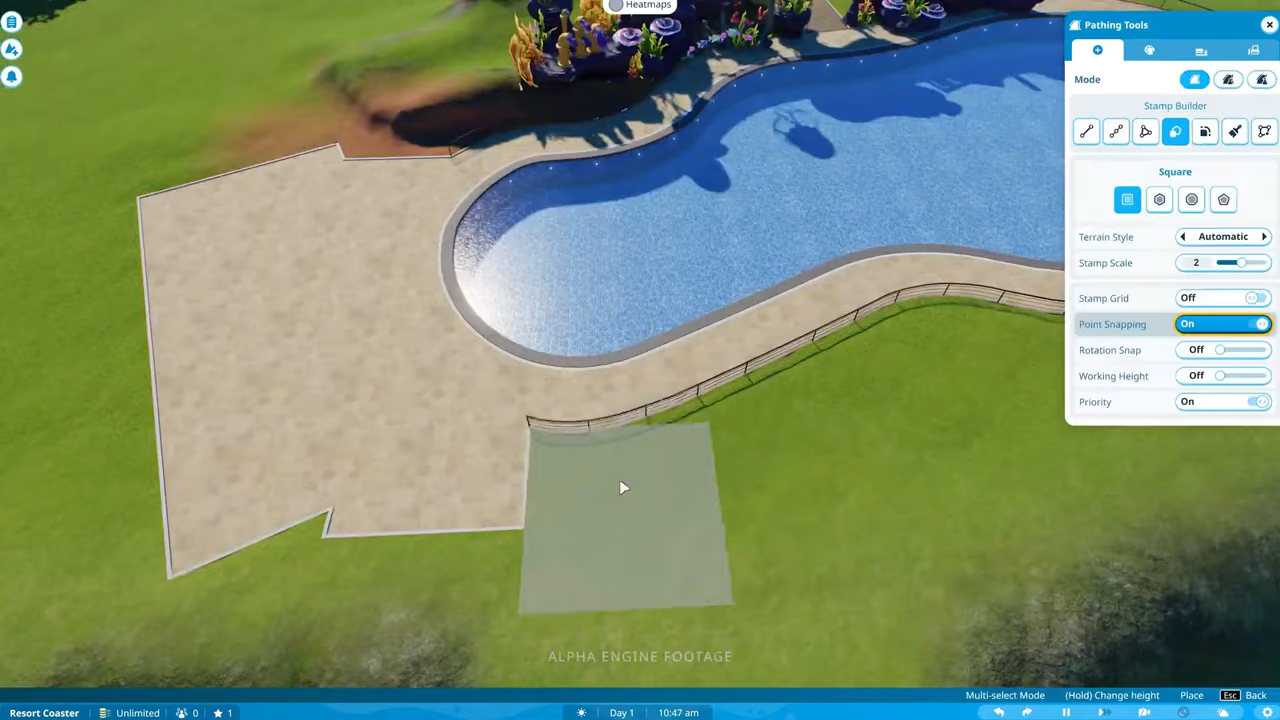 Heatmaps
Pathing Tools
Mode
Stamp Builder
Square
Terrain Style Automatic
Stamp Scale 2
Stamp Grid Off
Point Snapping On
Rotation Snap Off
Working Height Off
Priority On
ALPHA ENGINE FOOTAGE
Multi-select Mode (Hold) Change height Place Esc Back
Resort Coaster Unlimited 0 1 Day 1 10:47 am